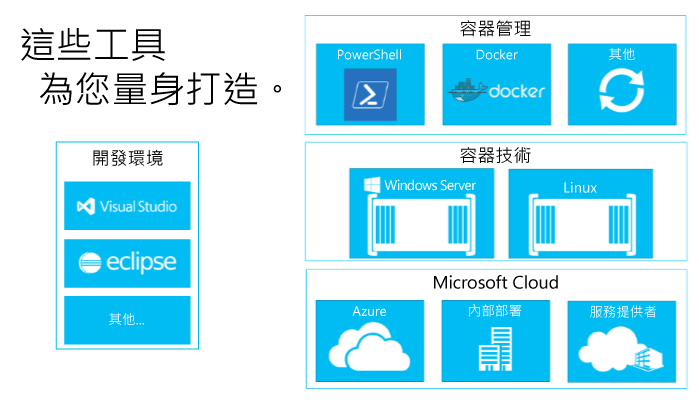 這些工具
為您量身打造。
開發環境
Visual Studio
eclipse
其他...
容器管理
PowerShell
Docker
其他
docker
容器技術
Windows Server
Linux
Microsoft Cloud
Azure
內部部署
服務提供者